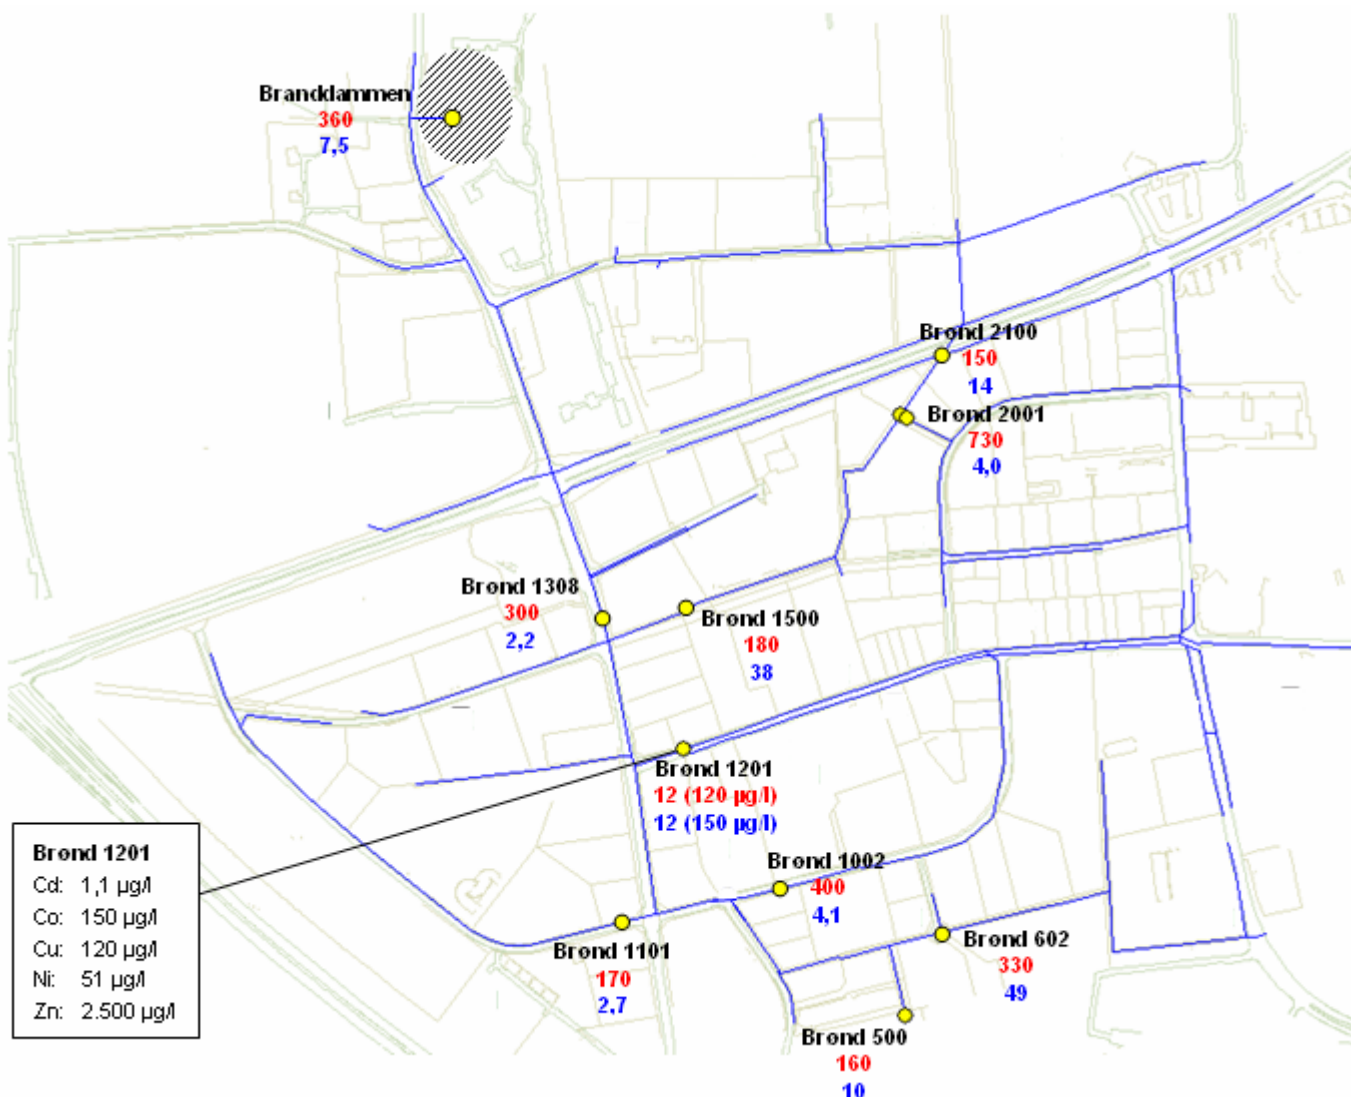 Brandklammen
360
7,5
Brønd 2100
150
14
Brønd 2001
730
4,0
Brønd 1308
300
2,2
Brønd 1500
180
38
Brønd 1201
12 (120 µg/l)
12 (150 µg/l)
Brønd 1201
Cd: 1,1 µg/l
Co: 150 µg/l
Cu: 120 µg/l
Ni: 51 µg/l
Zn: 2.500 µg/l
Brønd 1002
400
4,1
Brønd 1101
170
2,7
Brønd 602
330
49
Brønd 500
160
10